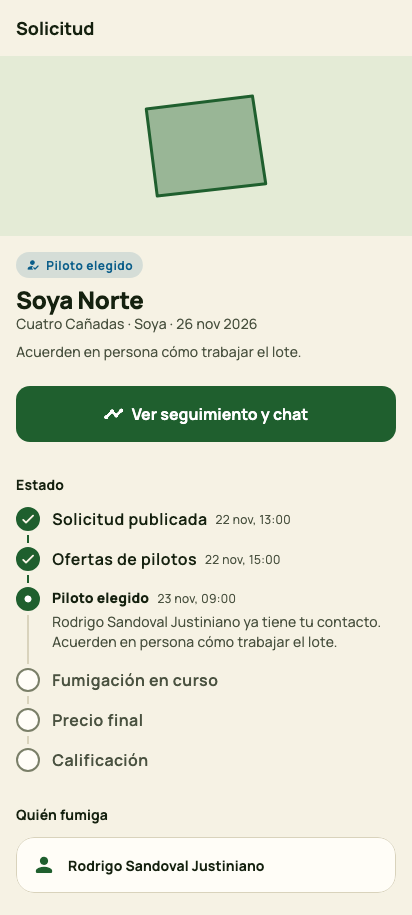 Solicitud
Piloto elegido
Soya Norte
Cuatro Cañadas · Soya · 26 nov 2026
Acuerden en persona cómo trabajar el lote.
Ver seguimiento y chat
Estado
Solicitud publicada 22 nov, 13:00
Ofertas de pilotos 22 nov, 15:00
Piloto elegido 23 nov, 09:00
Rodrigo Sandoval Justiniano ya tiene tu contacto.
Acuerden en persona cómo trabajar el lote.
Fumigación en curso
Precio final
Calificación
Quién fumiga
Rodrigo Sandoval Justiniano